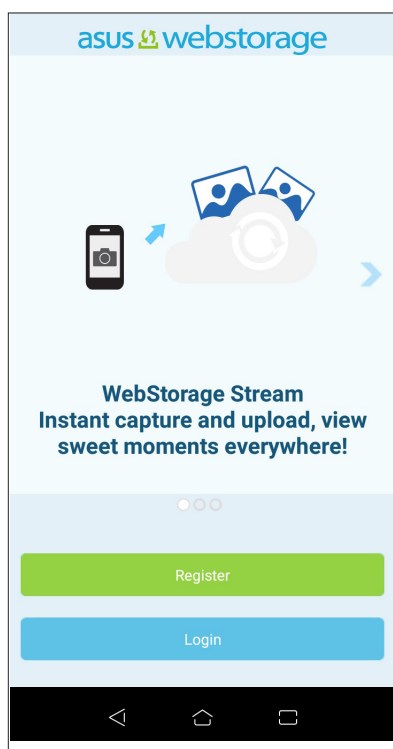 asus webstorage
WebStorage Stream
Instant capture and upload, view
sweet moments everywhere!
Register
Login